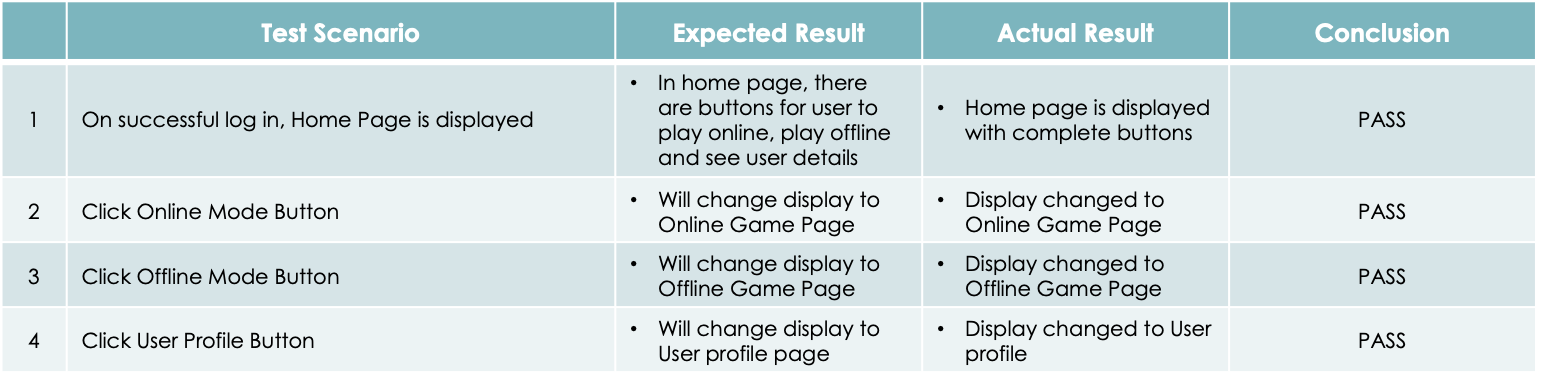 Test Scenario Expected Result Actual Result Conclusion
1 On successful log in, Home Page is displayed
• In home page, there
are buttons for user to
play online, play offline
and see user details
• Home page is displayed
with complete buttons
PASS
2 Click Online Mode Button
• Will change display to
Online Game Page
• Display changed to
Online Game Page
PASS
3 Click Offline Mode Button
• Will change display to
Offline Game Page
• Display changed to
Offline Game Page
PASS
4 Click User Profile Button
• Will change display to
User profile page
• Display changed to User
profile
PASS